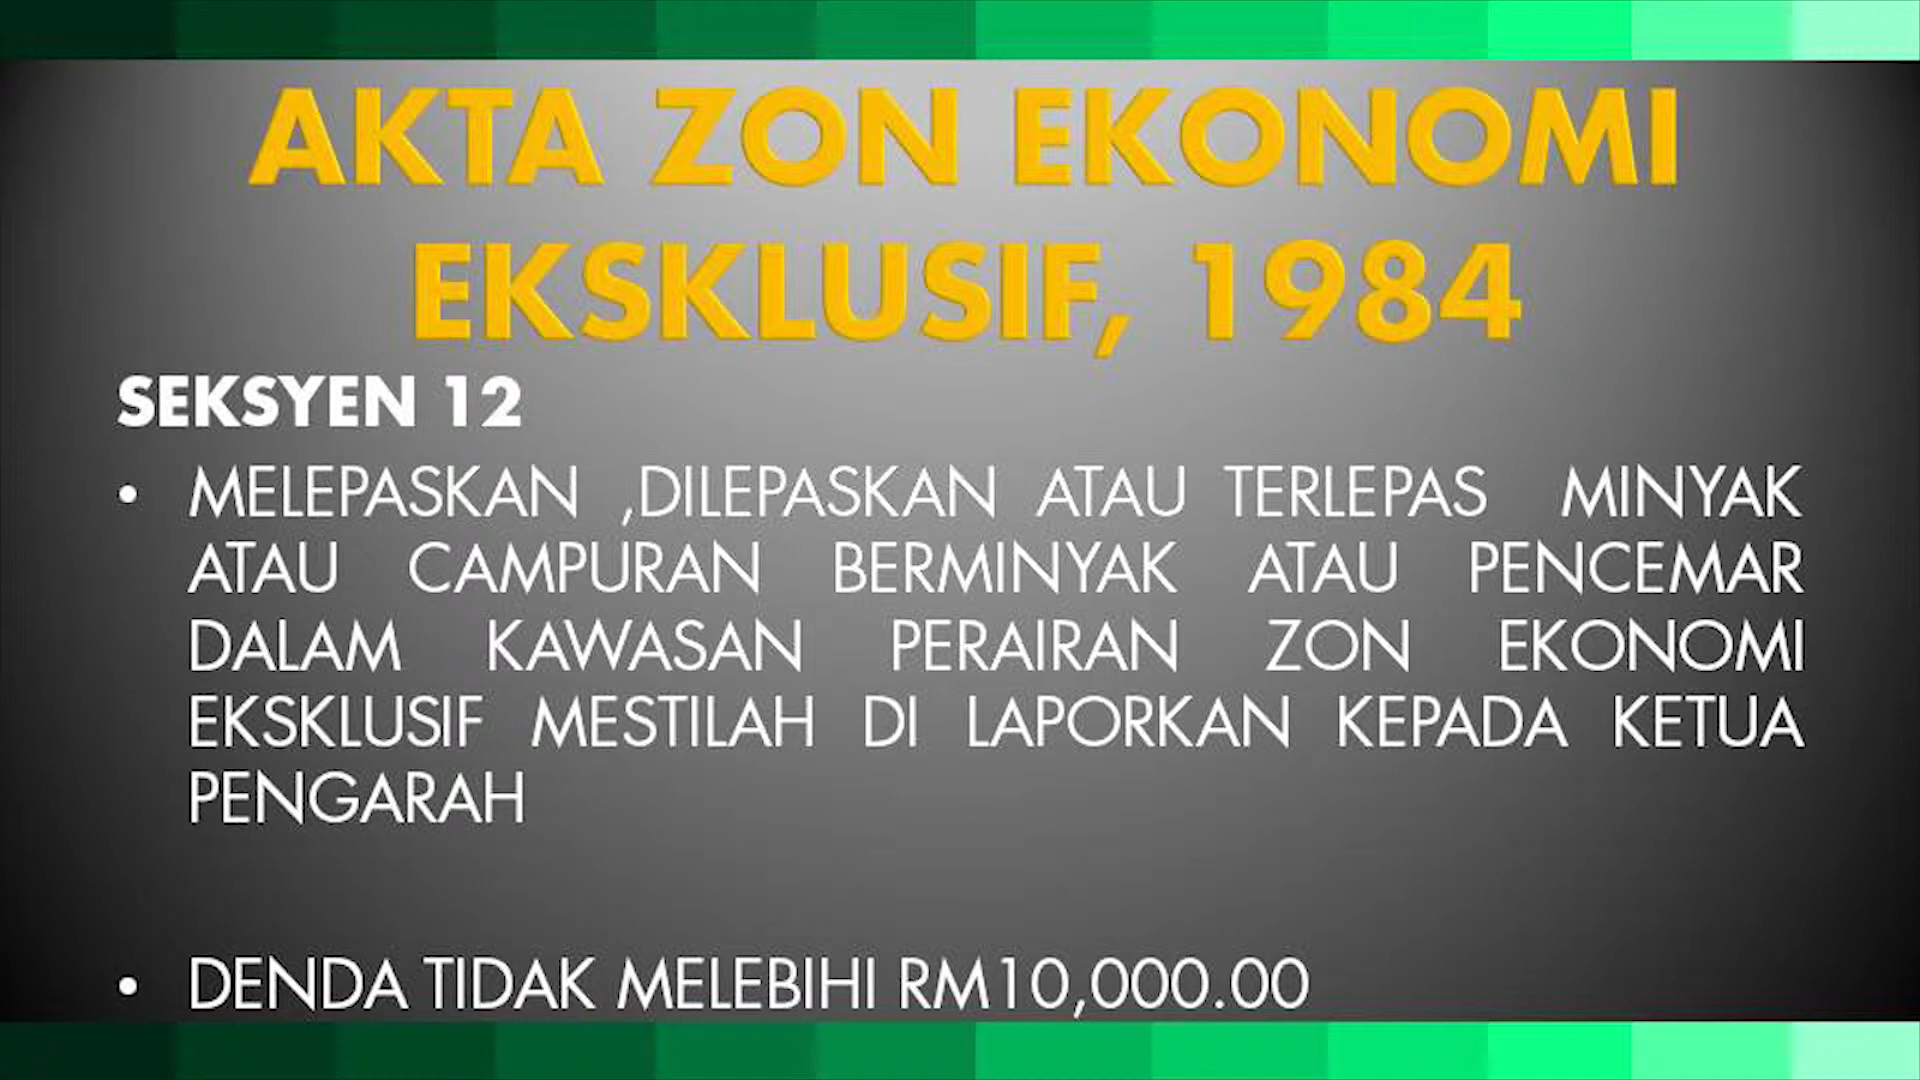 AKTA ZON EKONOMI
EKSKLUSIF, 1984
SEKSYEN 12
• MELEPASKAN ,DILEPASKAN ATAU TERLEPAS MINYAK
ATAU CAMPURAN BERMINYAK ATAU PENCEMAR
DALAM KAWASAN PERAIRAN ZON EKONOMI
EKSKLUSIF MESTILAH DI LAPORKAN KEPADA KETUA
PENGARAH
• DENDA TIDAK MELEBIHI RM10,000.00